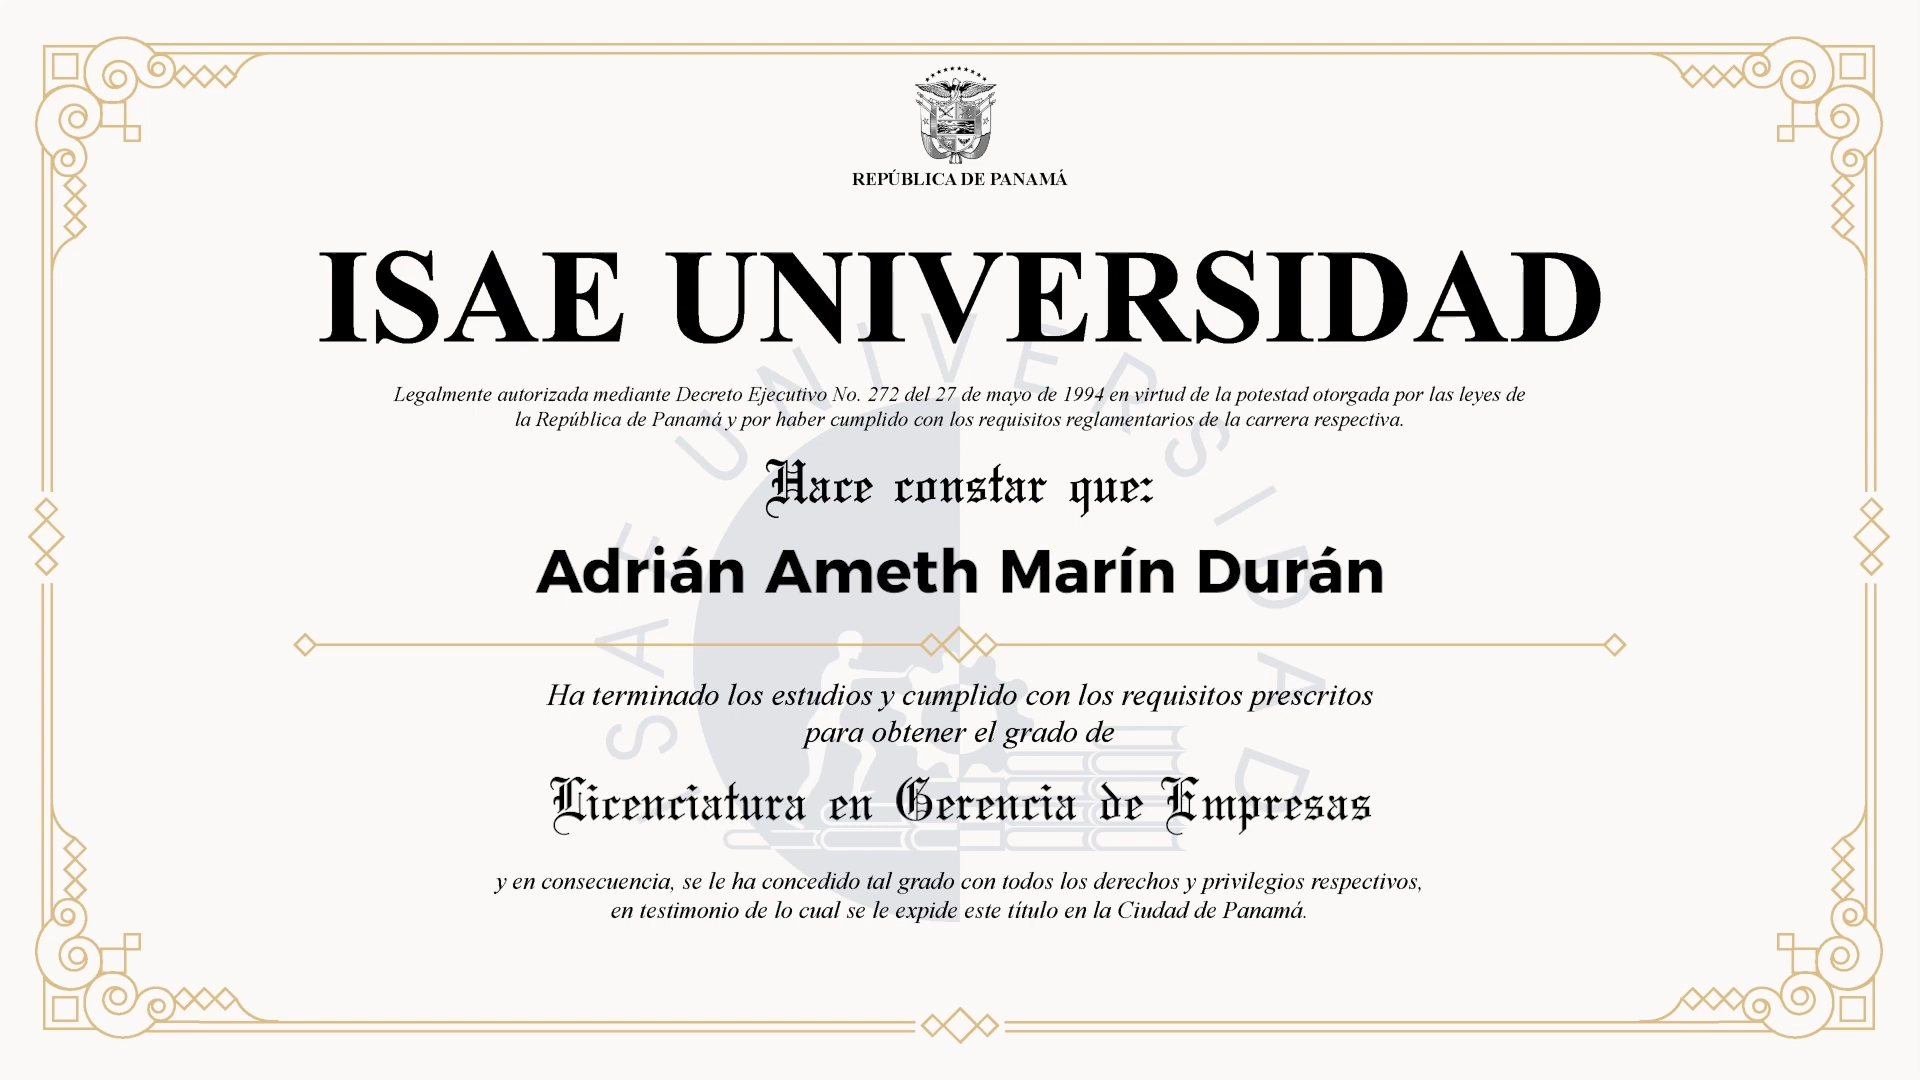 REPÚBLICA DE PANAMÁ
ISAE UNIVERSIDAD
Legalmente autorizada mediante Decreto Ejecutivo No. 272 del 27 de mayo de 1994 en virtud de la potestad otorgada por las leyes de
la República de Panamá y por haber cumplido con los requisitos reglamentarios de la carrera respectiva.
Hace constar que:
Adrián Ameth Marín Durán
Ha terminado los estudios y cumplido con los requisitos prescritos
para obtener el grado de
Licenciatura en Gerencia de Empresas
y en consecuencia, se le ha concedido tal grado con todos los derechos y privilegios respectivos,
en testimonio de lo cual se le expide este título en la Ciudad de Panamá.
ISAE UNIVERSIDAD